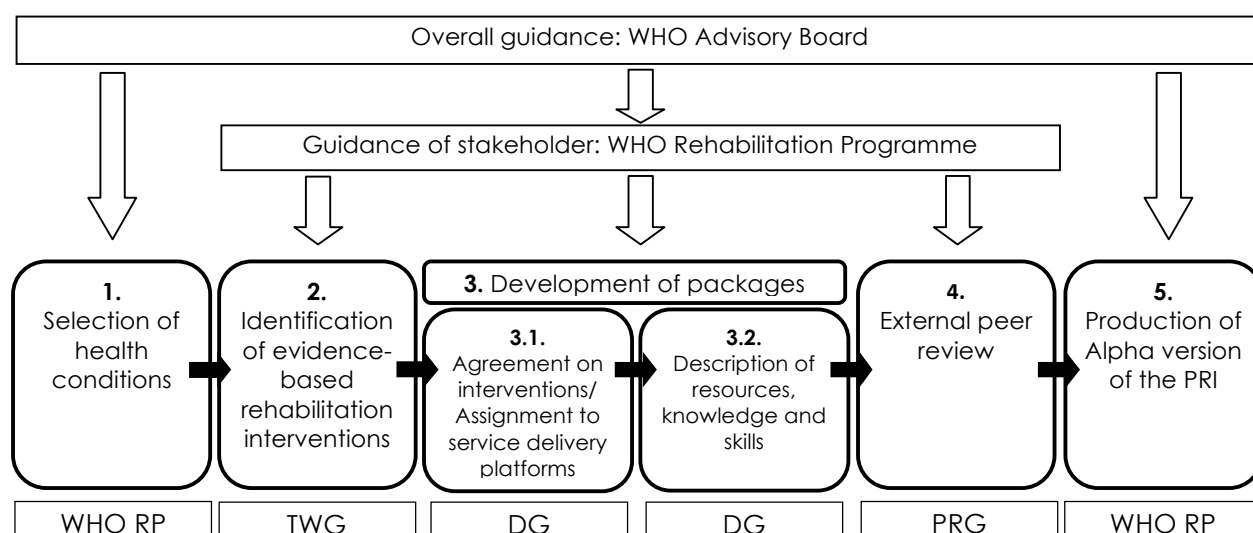 Overall guidance: WHO Advisory Board
Guidance of stakeholder: WHO Rehabilitation Programme
1.
Selection of
health
conditions
2.
Identification
of evidence-
based
rehabilitation
interventions
3. Development of packages
3.1.
Agreement on
interventions/
Assignment to
service delivery
platforms
3.2.
Description of
resources,
knowledge and
skills
4.
External peer
review
5.
Production of
Alpha version
of the PRI
WHO RP
TWG
DG
DG
PRG
WHO RP